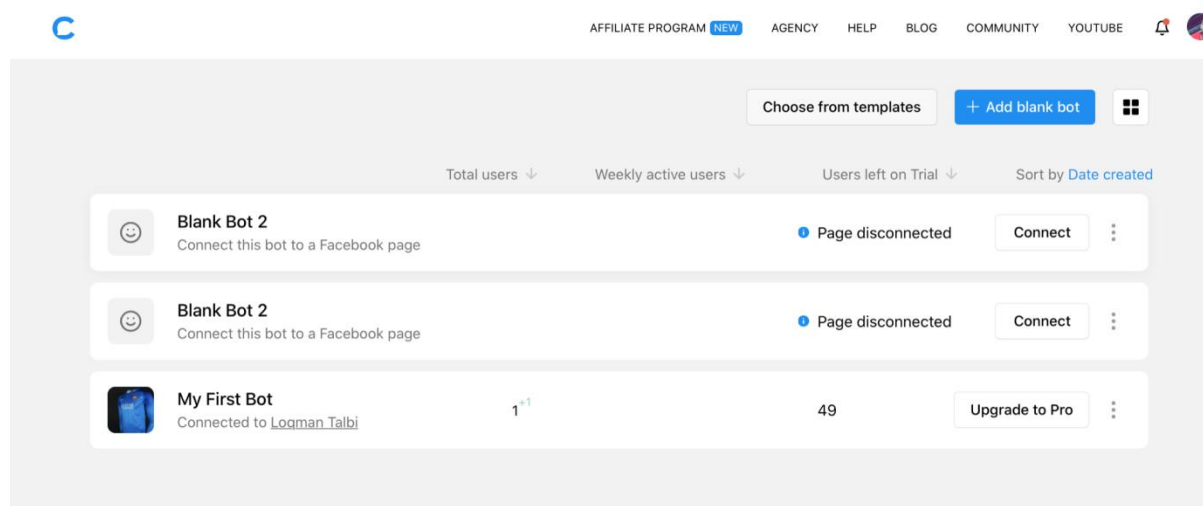 AFFILIATE PROGRAM NEW AGENCY HELP BLOG COMMUNITY YOUTUBE
Choose from templates + Add blank bot
Total users ↓ Weekly active users ↓ Users left on Trial ↓ Sort by Date created
Blank Bot 2
Connect this bot to a Facebook page
Page disconnected Connect
Blank Bot 2
Connect this bot to a Facebook page
Page disconnected Connect
My First Bot
Connected to Loqman Talbi
1 +1 49 Upgrade to Pro